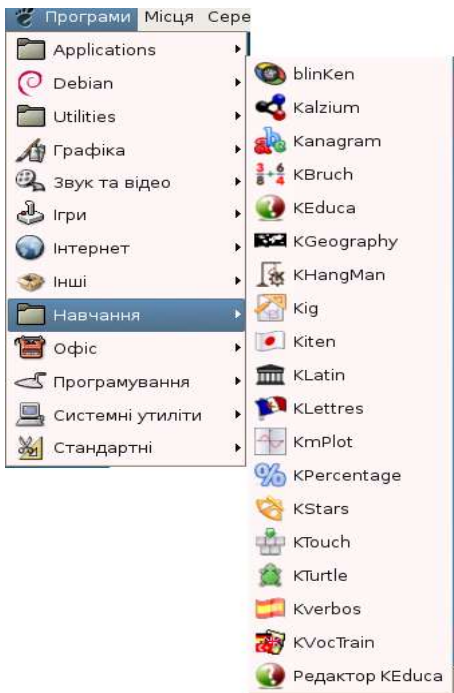 Програми Місця Сере
Applications
Debian
Utilities
Графіка
Звук та відео
Ігри
Інтернет
Інші
Навчання
Офіс
Програмування
Системні утиліти
Стандартні
blinKen
Kalzium
Kanagram
KBruch
KEduca
KGeography
KHangMan
Kig
Kiten
KLatin
KLettres
KmPlot
KPercentage
KStars
KTouch
KTurtle
Kverbos
KVocTrain
Редактор KEduca